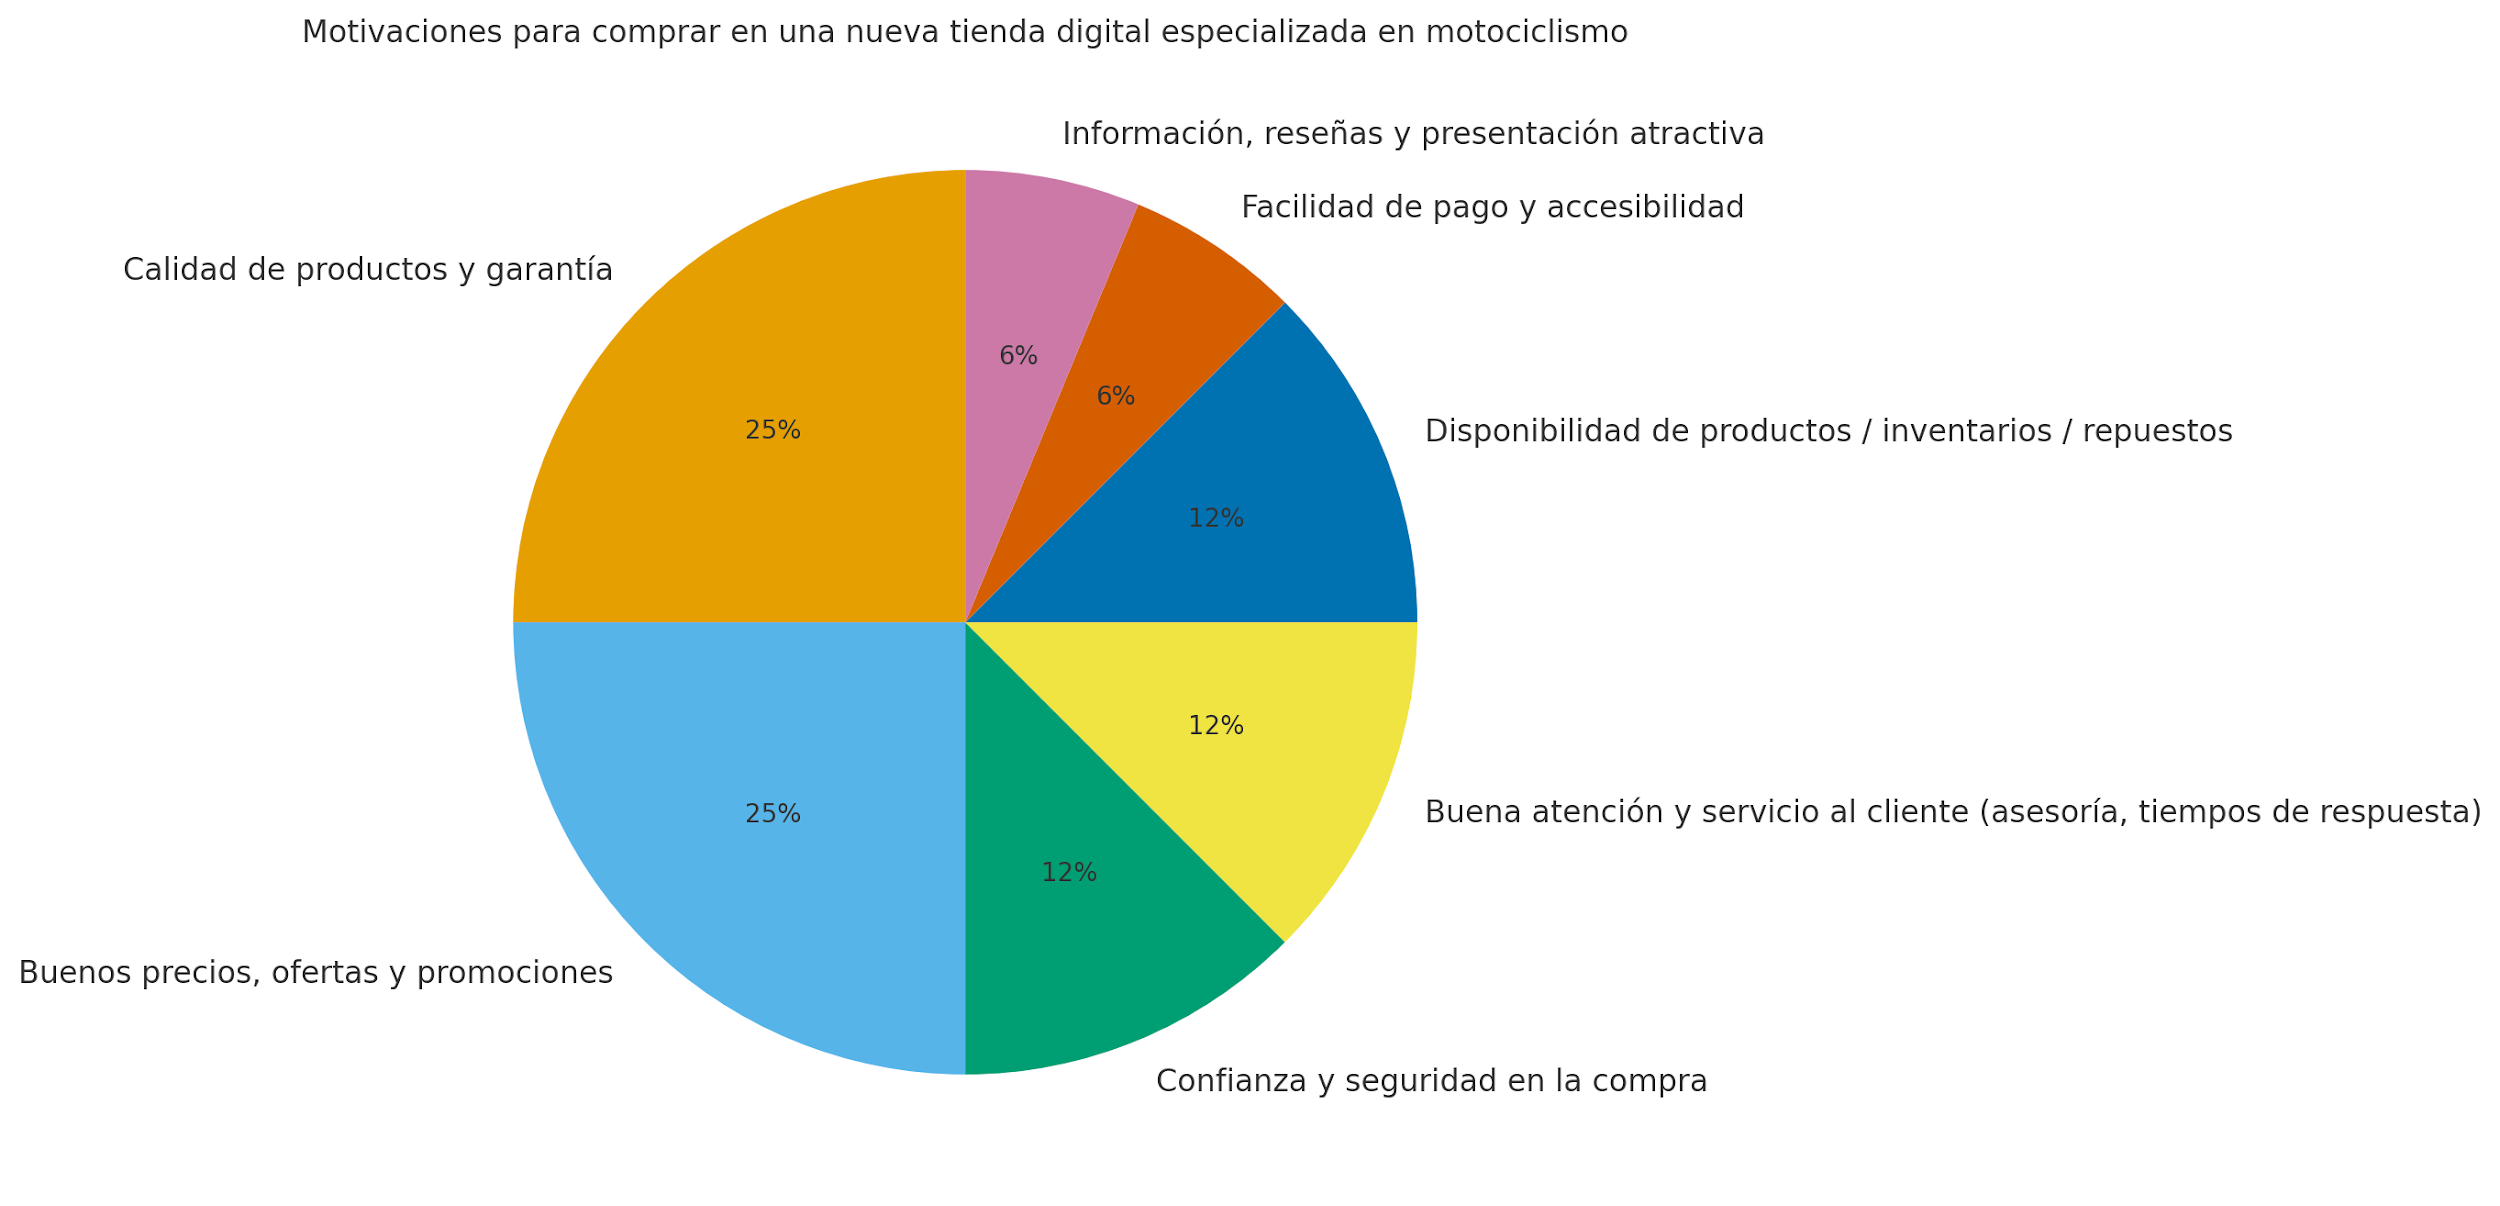 Motivaciones para comprar en una nueva tienda digital especializada en motociclismo
Información, reseñas y presentación atractiva
Facilidad de pago y accesibilidad
Calidad de productos y garantía
6%
6%
25%
Disponibilidad de productos / inventarios / repuestos
12%
12%
25%
Buena atención y servicio al cliente (asesoría, tiempos de respuesta)
12%
Buenos precios, ofertas y promociones
Confianza y seguridad en la compra